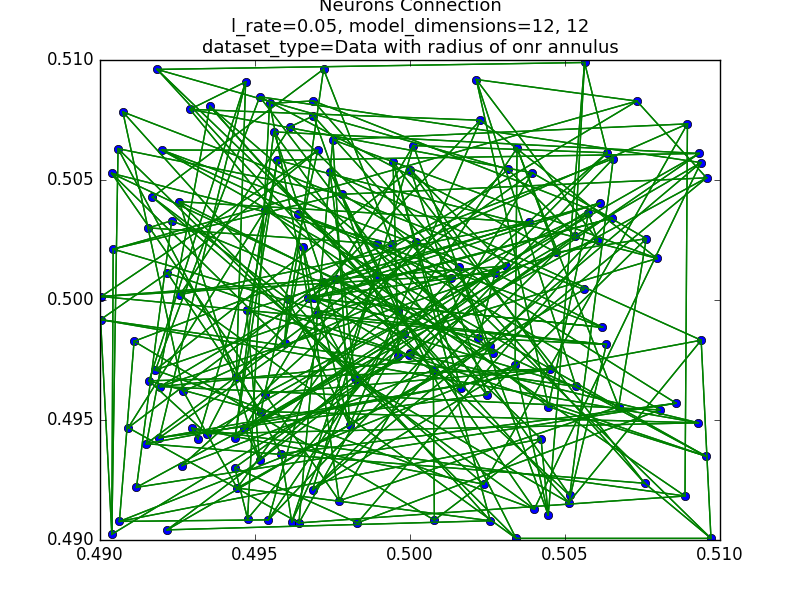 Neurons Connection
l_rate=0.05, model_dimensions=12, 12
dataset_type=Data with radius of onr annulus
0.510
0.505
0.500
0.495
0.490
0.490 0.495 0.500 0.505 0.510